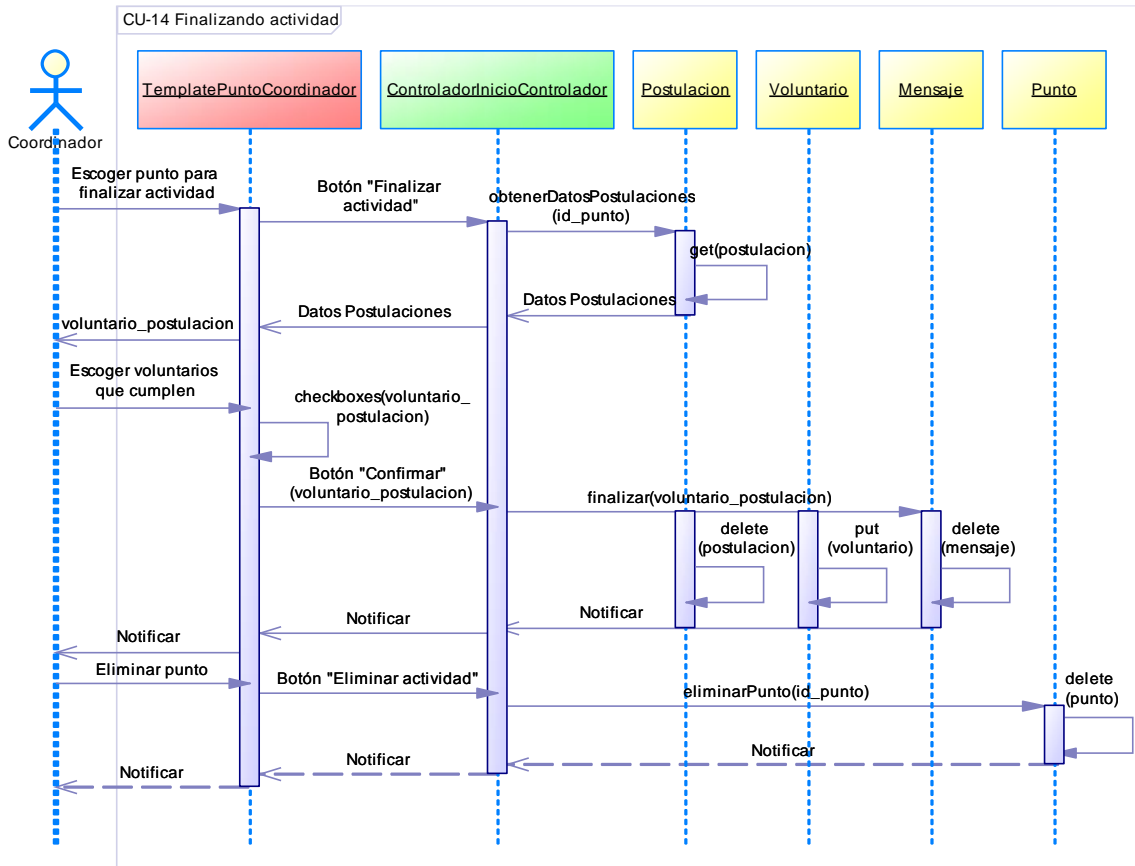 CU-14 Finalizando actividad
TemplatePuntoCoordinador
ControladorInicioControlador
Postulacion
Voluntario
Mensaje
Punto
Coordinador
Escoger punto para
finalizar actividad
Botón "Finalizar
actividad"
obtenerDatosPostulaciones
(id_punto)
get(postulacion)
Datos Postulaciones
Datos Postulaciones
voluntario_postulacion
Escoger voluntarios
que cumplen
checkboxes(voluntario_
postulacion)
Botón "Confirmar"
(voluntario_postulacion)
finalizar(voluntario_postulacion)
delete
(postulacion)
put
(voluntario)
delete
(mensaje)
Notificar
Notificar
Notificar
Eliminar punto
Botón "Eliminar actividad"
eliminarPunto(id_punto)
delete
(punto)
Notificar
Notificar
Notificar